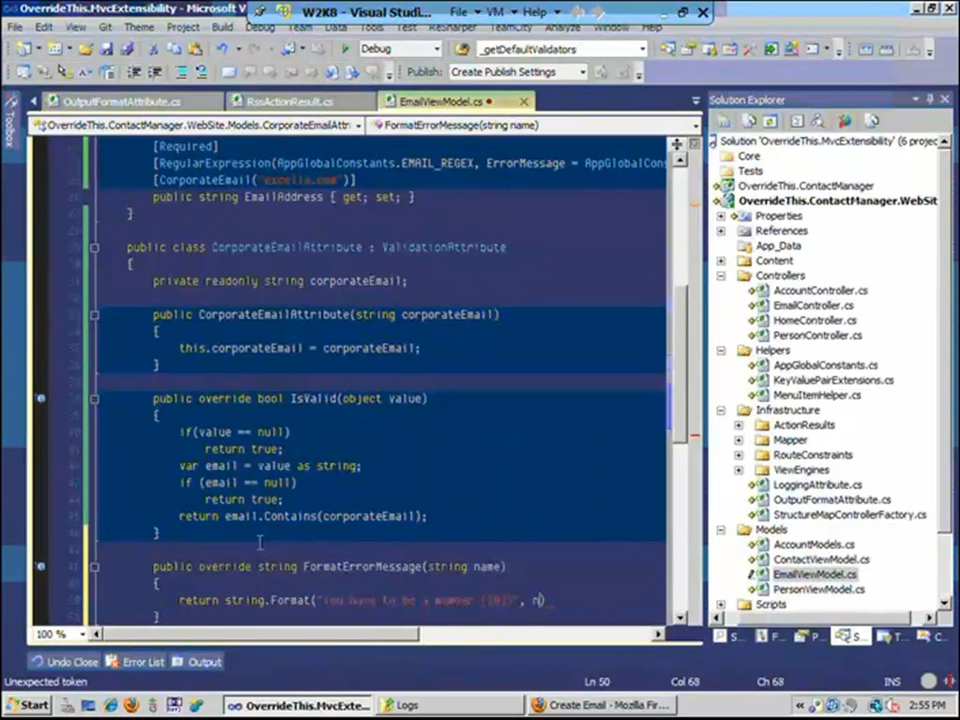 OverrideThis.MvcExtensibility - Microsoft V
W2K8 - Visual Studi... File VM Help
File Edit View Git Theme Project Build Debug Team Data Tools Test ReSharper Analyze Window Help
Debug _getDefaultValidators
Publish: Create Publish Settings
OutputFormatAttribute.cs RssActionResult.cs EmailViewModel.cs
OverrideThis.ContactManager.WebSite.Models.CorporateEmailAttr FormatErrorMessage(string name)
[Required]
[RegularExpression(AppGlobalConstants.EMAIL_REGEX, ErrorMessage = AppGlobalCons
[CorporateEmail("excella.com")]
public string EmailAddress { get; set; }
}
public class CorporateEmailAttribute : ValidationAttribute
{
private readonly string corporateEmail;
public CorporateEmailAttribute(string corporateEmail)
{
this.corporateEmail = corporateEmail;
}
public override bool IsValid(object value)
{
if(value == null)
return true;
var email = value as string;
if (email == null)
return true;
return email.Contains(corporateEmail);
}
public override string FormatErrorMessage(string name)
{
return string.Format("You have to be a member {{0}}", n)
}
100 %
Toolbox
Solution Explorer
Solution 'OverrideThis.MvcExtensibility' (6 projec
Core
Tests
OverrideThis.ContactManager
OverrideThis.ContactManager.WebSit
Properties
References
App_Data
Content
Controllers
AccountController.cs
EmailController.cs
HomeController.cs
PersonController.cs
Helpers
AppGlobalConstants.cs
KeyValuePairExtensions.cs
MenuItemHelper.cs
Infrastructure
ActionResults
Mapper
RouteConstraints
ViewEngines
LoggingAttribute.cs
OutputFormatAttribute.cs
StructureMapControllerFactory.cs
Models
AccountModels.cs
ContactViewModel.cs
EmailViewModel.cs
PersonViewModel.cs
Scripts
S... F... P... S... T... C...
Undo Close Error List Output
Unexpected token Ln 50 Col 68 Ch 68 INS
Start OverrideThis.MvcExte... Logs Create Email - Mozilla Fir... 2:55 PM